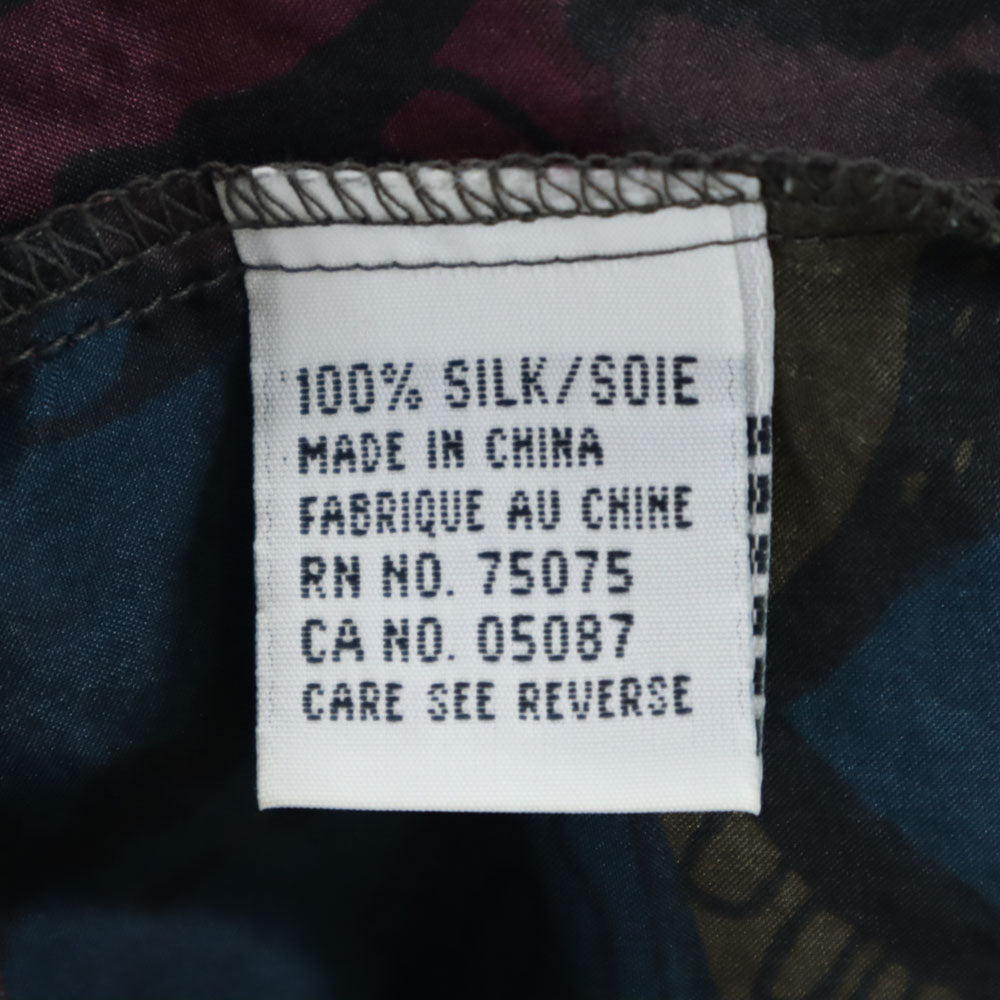 100% SILK/SOIE
MADE IN CHINA
FABRIQUE AU CHINE
RN NO. 75075
CA NO. 05087
CARE SEE REVERSE